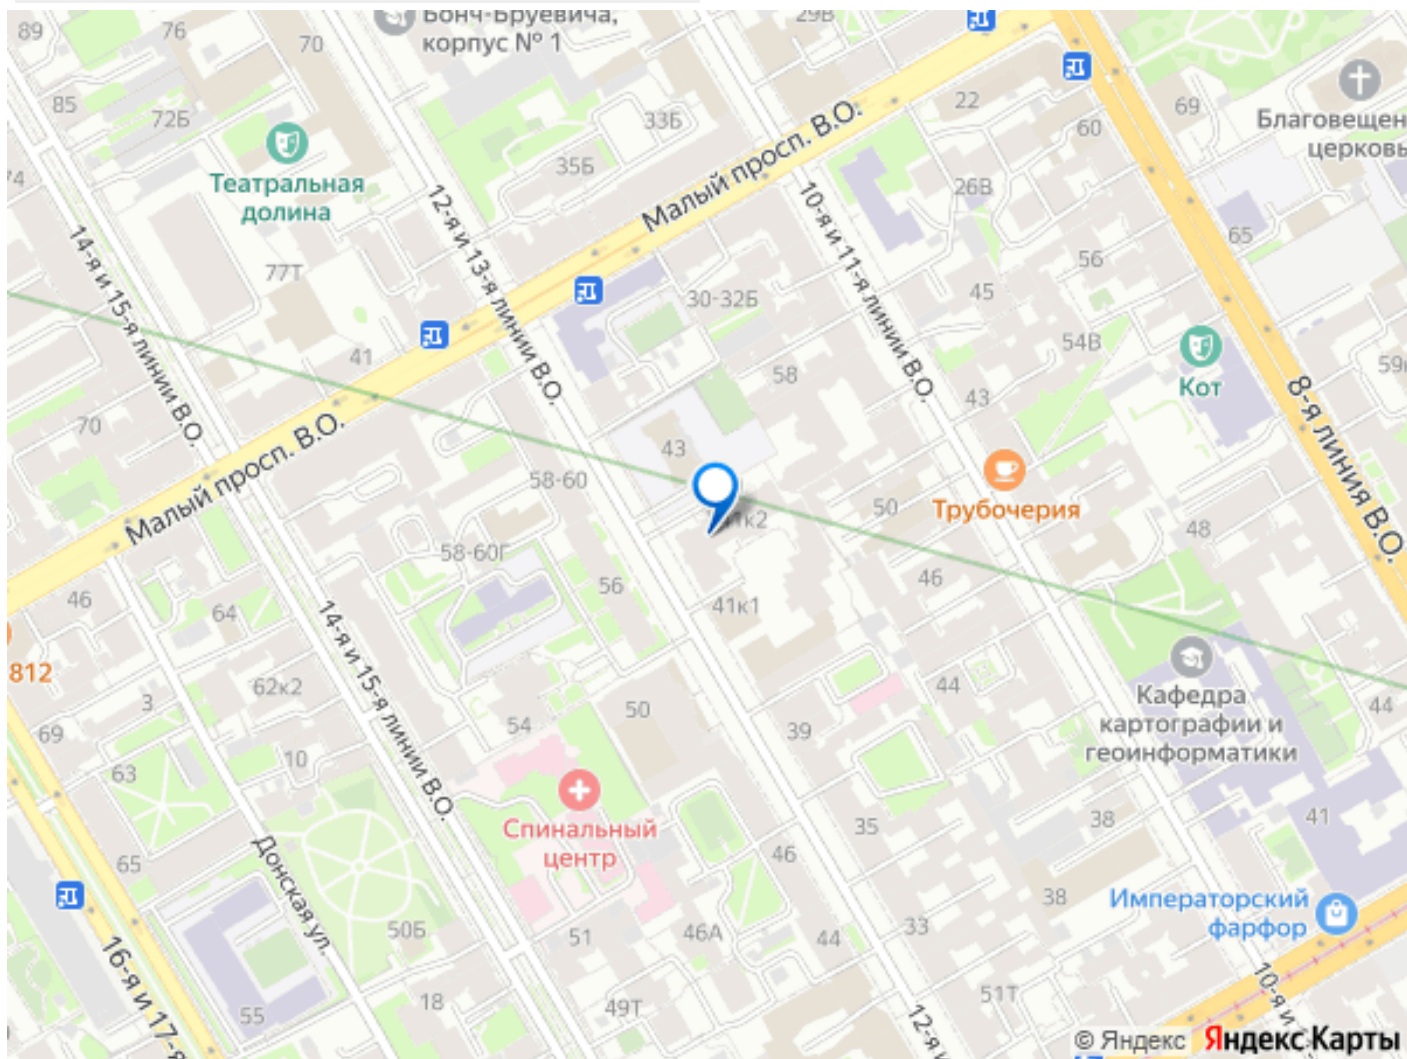 Бонч-Бруевича,
корпус № 1
89
76
70
29В
85
72Б
33Б
22
60
69
Благовещен
церковь
74
Театральная
долина
35Б
Малый просп. В.О.
26В
65
12-я и 13-я линии В.О.
10-я и 11-я линии В.О.
14-я и 15-я линии В.О.
77Т
30-32Б
45
56
54В
41
58
43
Кот
59
8-я линия В.О.
70
Малый просп. В.О.
43
58-60
Трубочерия
50
48
41к2
58-60Г
56
46
41к1
46
64
14-я и 15-я линии В.О.
812
62к2
3
69
54
50
44
39
Кафедра
картографии и
геоинформатики
44
10
63
Спинальный
центр
41
38
35
65
46
Донская ул.
50Б
38
Императорский
фарфор
51
46А
44
33
16-я и 17-я
55
18
49Т
51Т
12-я и
10-я и
© Яндекс Яндекс Карты